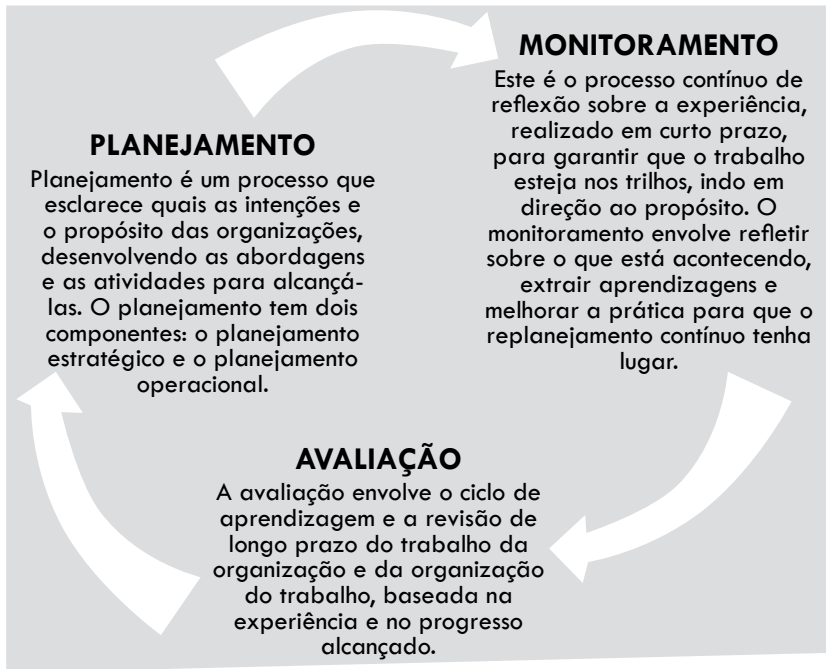 PLANEJAMENTO
Planejamento é um processo que
esclarece quais as intenções e
o propósito das organizações,
desenvolvendo as abordagens
e as atividades para alcançá-
las. O planejamento tem dois
componentes: o planejamento
estratégico e o planejamento
operacional.
MONITORAMENTO
Este é o processo contínuo de
reflexão sobre a experiência,
realizado em curto prazo,
para garantir que o trabalho
esteja nos trilhos, indo em
direção ao propósito. O
monitoramento envolve refletir
sobre o que está acontecendo,
extrair aprendizagens e
melhorar a prática para que o
replanejamento contínuo tenha
lugar.
AVALIAÇÃO
A avaliação envolve o ciclo de
aprendizagem e a revisão de
longo prazo do trabalho da
organização e da organização
do trabalho, baseada na
experiência e no progresso
alcançado.